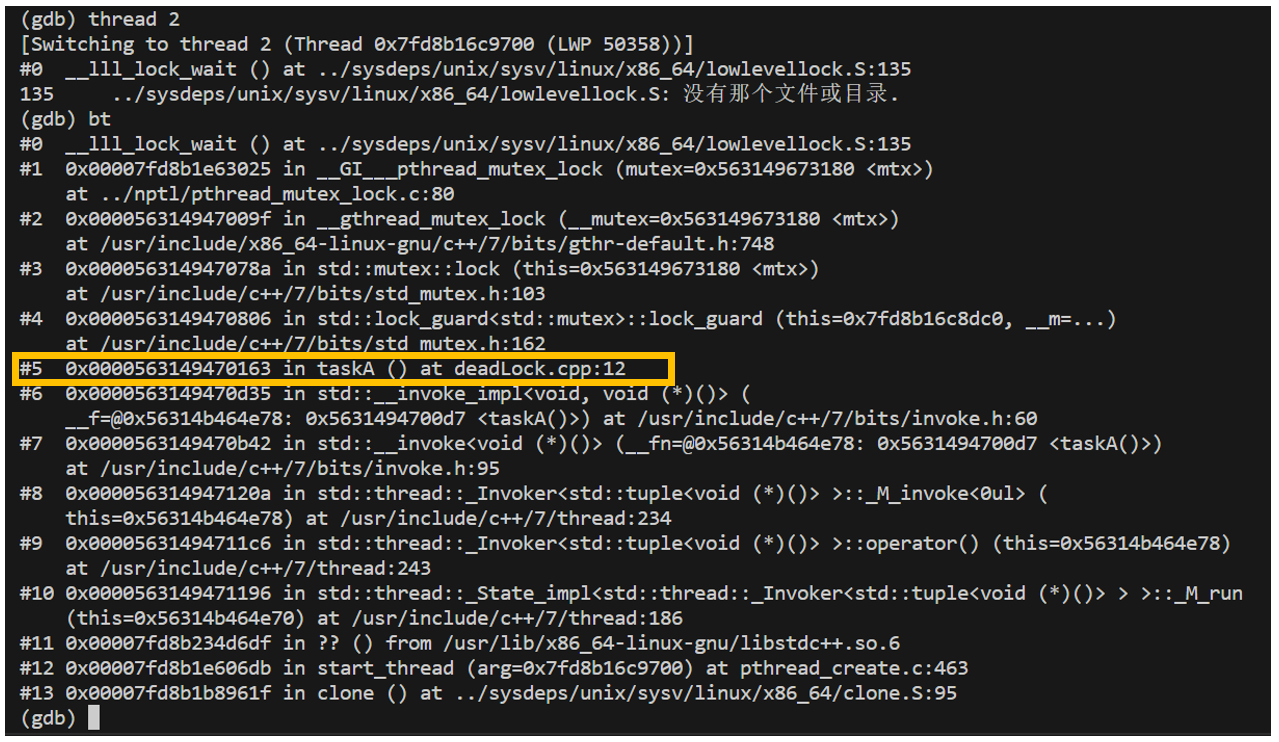 (gdb) thread 2
[Switching to thread 2 (Thread 0x7fd8b16c9700 (LWP 50358))]
#0  __lll_lock_wait () at ../sysdeps/unix/sysv/linux/x86_64/lowlevellock.S:135
135     ../sysdeps/unix/sysv/linux/x86_64/lowlevellock.S: 没有那个文件或目录.
(gdb) bt
#0  __lll_lock_wait () at ../sysdeps/unix/sysv/linux/x86_64/lowlevellock.S:135
#1  0x00007fd8b1e63025 in __GI___pthread_mutex_lock (mutex=0x563149673180 <mtx>)
    at ../nptl/pthread_mutex_lock.c:80
#2  0x000056314947009f in __gthread_mutex_lock (__mutex=0x563149673180 <mtx>)
    at /usr/include/x86_64-linux-gnu/c++/7/bits/gthr-default.h:748
#3  0x000056314947078a in std::mutex::lock (this=0x563149673180 <mtx>)
    at /usr/include/c++/7/bits/std_mutex.h:103
#4  0x0000563149470806 in std::lock_guard<std::mutex>::lock_guard (this=0x7fd8b16c8dc0, __m=...)
    at /usr/include/c++/7/bits/std_mutex.h:162
#5  0x0000563149470163 in taskA () at deadLock.cpp:12
#6  0x0000563149470d35 in std::__invoke_impl<void, void (*)()> (
    __f=@0x56314b464e78: 0x5631494700d7 <taskA()>) at /usr/include/c++/7/bits/invoke.h:60
#7  0x0000563149470b42 in std::__invoke<void (*)()> (__fn=@0x56314b464e78: 0x5631494700d7 <taskA()>)
    at /usr/include/c++/7/bits/invoke.h:95
#8  0x000056314947120a in std::thread::_Invoker<std::tuple<void (*)()> >::_M_invoke<0ul> (
    this=0x56314b464e78) at /usr/include/c++/7/thread:234
#9  0x00005631494711c6 in std::thread::_Invoker<std::tuple<void (*)()> >::operator() (this=0x56314b464e78)
    at /usr/include/c++/7/thread:243
#10 0x0000563149471196 in std::thread::_State_impl<std::thread::_Invoker<std::tuple<void (*)()> > >::_M_run
    (this=0x56314b464e70) at /usr/include/c++/7/thread:186
#11 0x00007fd8b234d6df in ?? () from /usr/lib/x86_64-linux-gnu/libstdc++.so.6
#12 0x00007fd8b1e606db in start_thread (arg=0x7fd8b16c9700) at pthread_create.c:463
#13 0x00007fd8b1b8961f in clone () at ../sysdeps/unix/sysv/linux/x86_64/clone.S:95
(gdb)